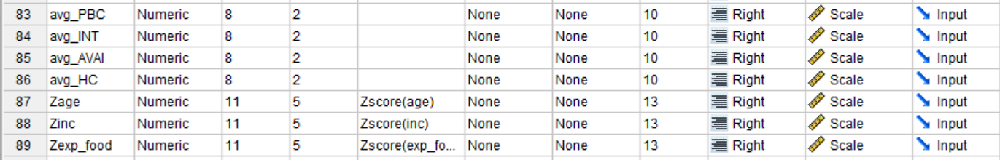 83 avg_PBC Numeric 8 2 None None 10 Right Scale Input
84 avg_INT Numeric 8 2 None None 10 Right Scale Input
85 avg_AVAI Numeric 8 2 None None 10 Right Scale Input
86 avg_HC Numeric 8 2 None None 10 Right Scale Input
87 Zage Numeric 11 5 Zscore(age) None None 13 Right Scale Input
88 Zinc Numeric 11 5 Zscore(inc) None None 13 Right Scale Input
89 Zexp_food Numeric 11 5 Zscore(exp_fo... None None 13 Right Scale Input